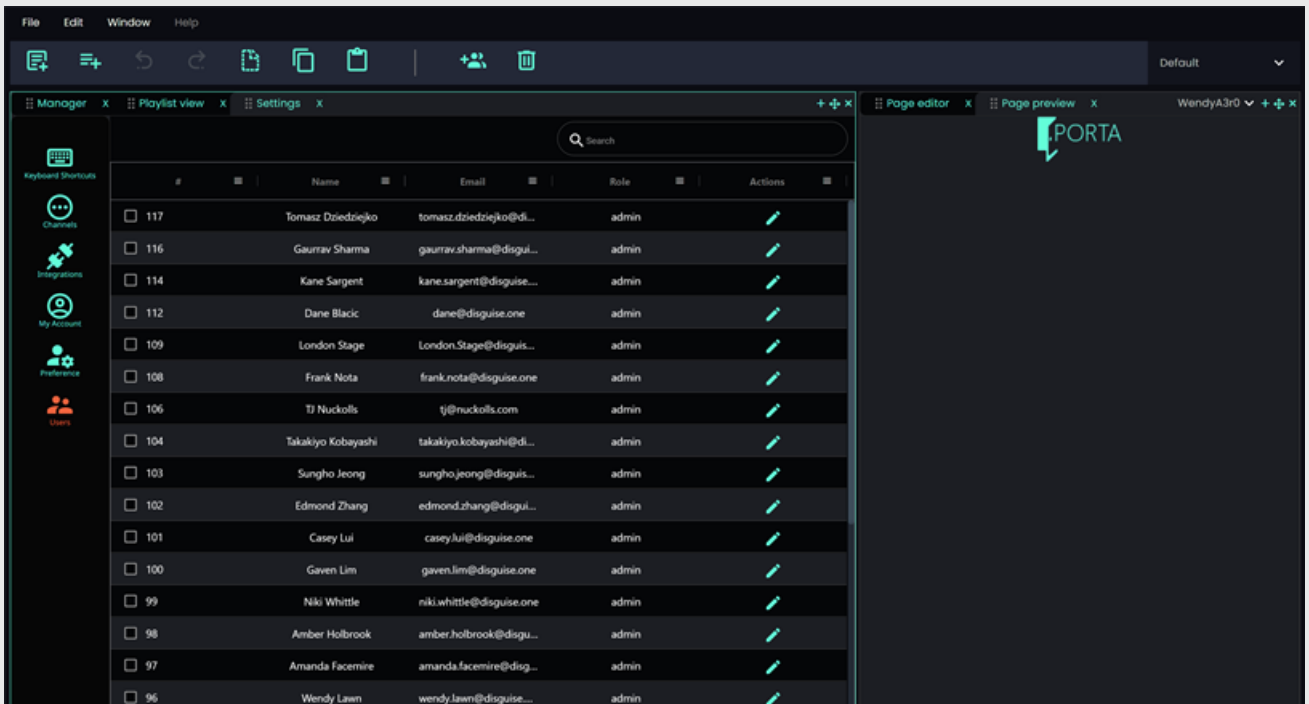 File Edit Window Help
Default
Manager x Playlist view x Settings x
Page editor x Page preview x WendyA3r0
PORTA
Search
Keyboard Shortcuts
Channels
Integrations
My Account
Preference
Users
# Name Email Role Actions
117 Tomasz Dziedziejko tomasz.dziedziejko@di... admin
116 Gaurrav Sharma gaurrav.sharma@disgui... admin
114 Kane Sargent kane.sargent@disguise.... admin
112 Dane Blacic dane@disguise.one admin
109 London Stage London.Stage@disguis... admin
108 Frank Nota frank.nota@disguise.one admin
106 TJ Nuckolls tj@nuckolls.com admin
104 Takakiyo Kobayashi takakiyo.kobayashi@di... admin
103 Sungho Jeong sungho.jeong@disguis... admin
102 Edmond Zhang edmond.zhang@disgui... admin
101 Casey Lui casey.lui@disguise.one admin
100 Gaven Lim gaven.lim@disguise.one admin
99 Niki Whittle niki.whittle@disguise.one admin
98 Amber Holbrook amber.holbrook@disgu... admin
97 Amanda Facemire amanda.facemire@disg... admin
96 Wendy Lawn wendy.lawn@disguise.... admin